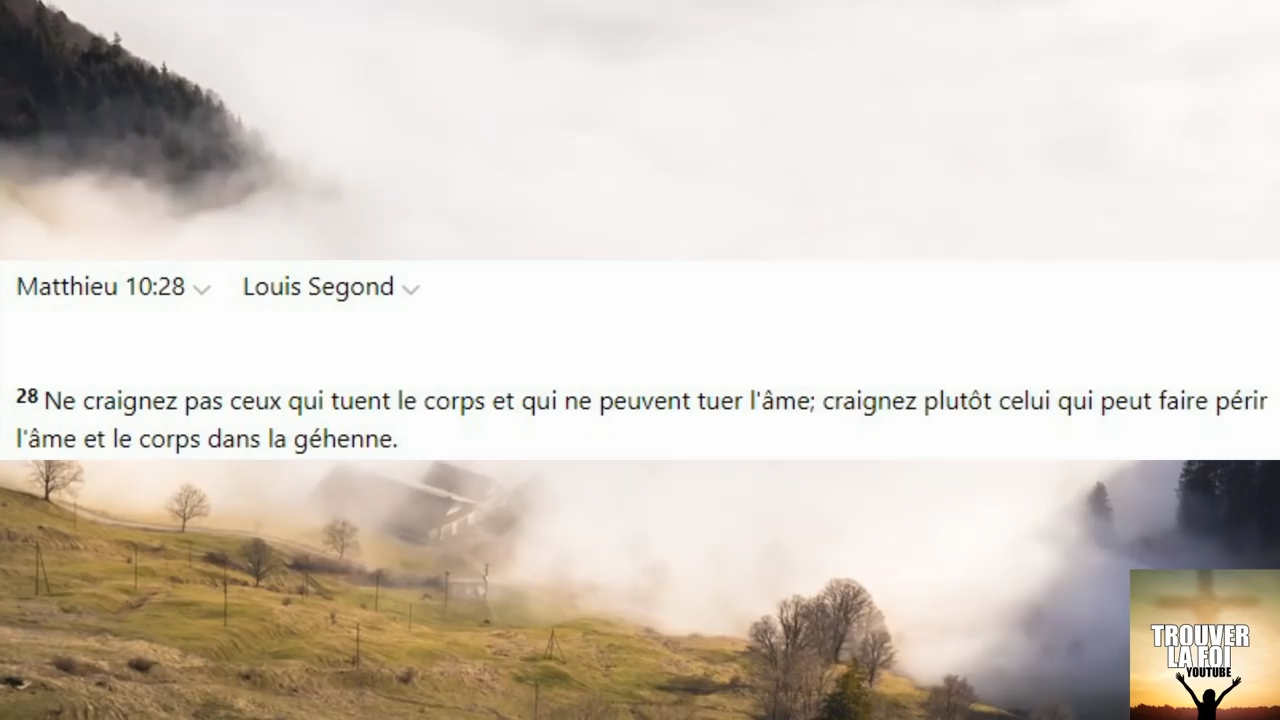 Matthieu 10:28 Louis Segond
28 Ne craignez pas ceux qui tuent le corps et qui ne peuvent tuer l'âme; craignez plutôt celui qui peut faire périr
l'âme et le corps dans la géhenne.
TROUVER
LA FOI
YOUTUBE